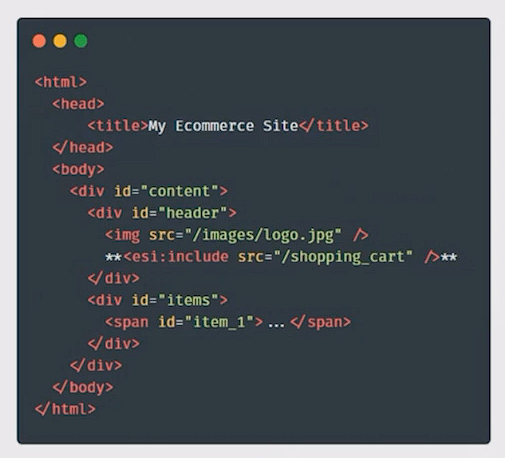 <html>
<head>
<title>My Ecommerce Site</title>
</head>
<body>
<div id="content">
<div id="header">
<img src="/images/logo.jpg" />
**<esi:include src="/shopping_cart" />**
</div>
<div id="items">
<span id="item_1">...</span>
</div>
</div>
</body>
</html>